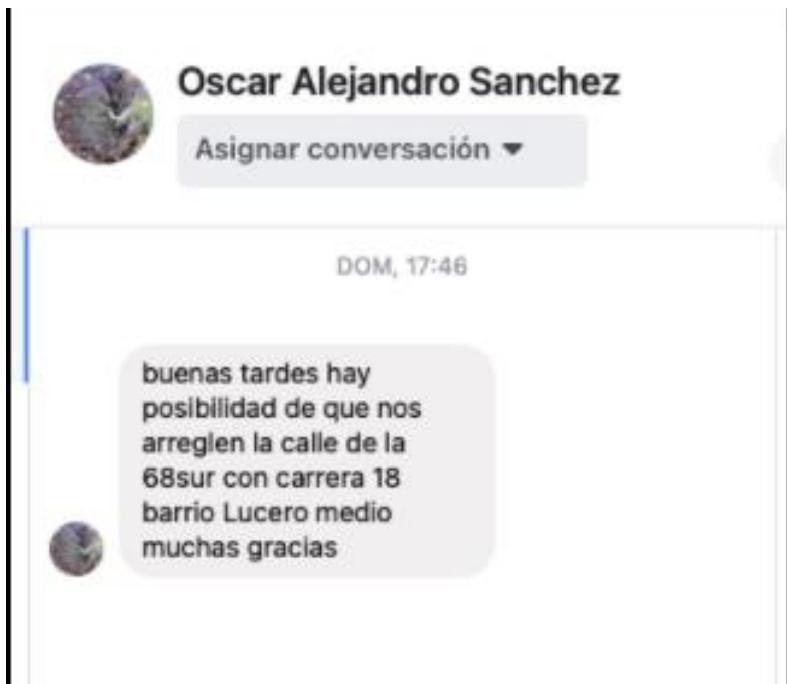 Oscar Alejandro Sanchez
Asignar conversación
DOM, 17:46
buenas tardes hay
posibilidad de que nos
arreglen la calle de la
68sur con carrera 18
barrio Lucero medio
muchas gracias